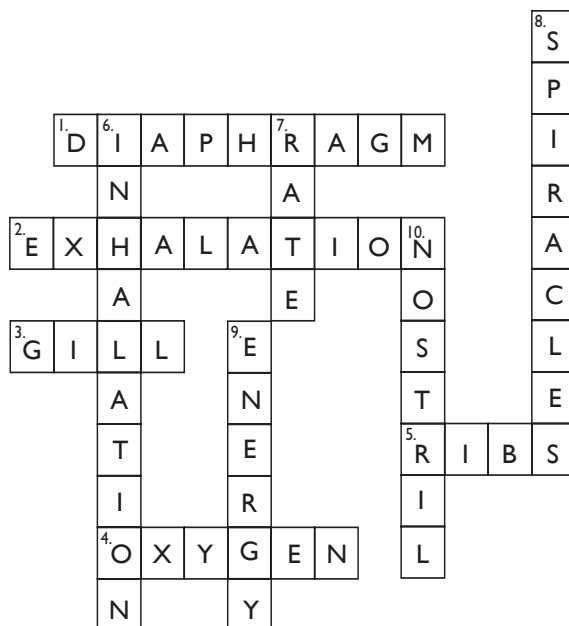 8. S
P
1. D 6. I A P H 7. R A G M I
N A R
2. E X H A L A T I O 10. N A
A E O C
3. G I L L 9. E S L
A N T E
T E 5. R I B S
I R I
4. O X Y G E N L
N Y